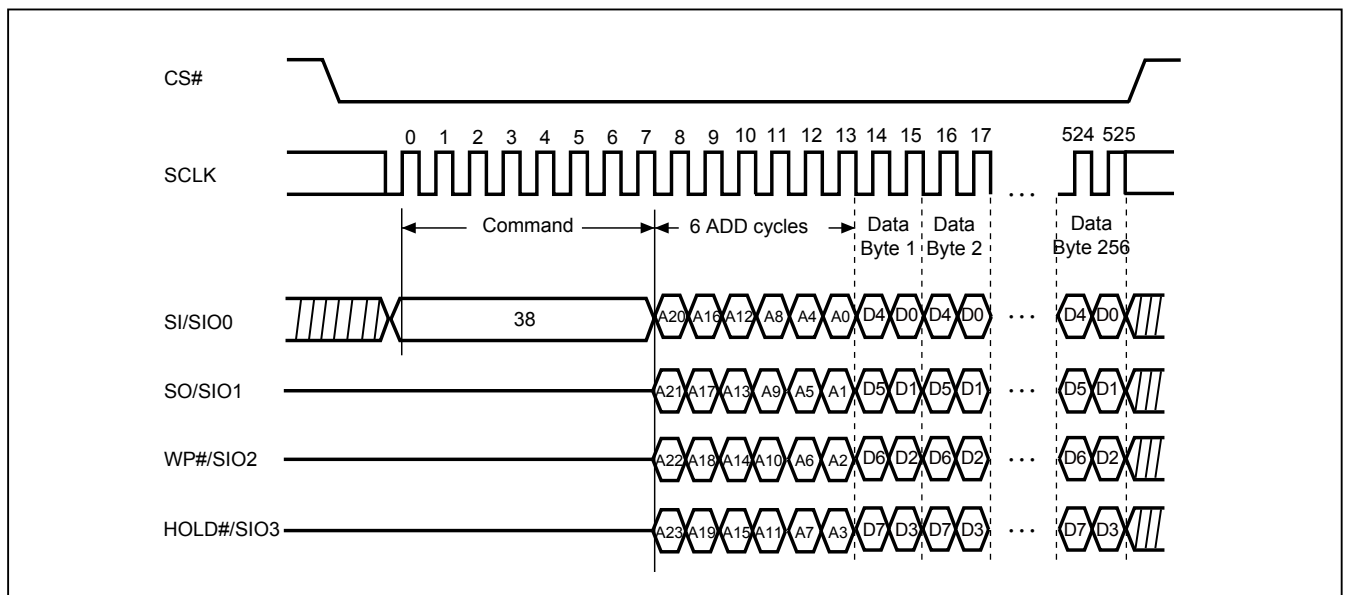 CS#
0 1 2 3 4 5 6 7 8 9 10 11 12 13 14 15 16 17 524 525
SCLK
...
Command 6 ADD cycles Data Byte 1 Data Byte 2 Data Byte 256
SI/SIO0 38 A20 A16 A12 A8 A4 A0 D4 D0 D4 D0 ... D4 D0
SO/SIO1 A21 A17 A13 A9 A5 A1 D5 D1 D5 D1 ... D5 D1
WP#/SIO2 A22 A18 A14 A10 A6 A2 D6 D2 D6 D2 ... D6 D2
HOLD#/SIO3 A23 A19 A15 A11 A7 A3 D7 D3 D7 D3 ... D7 D3